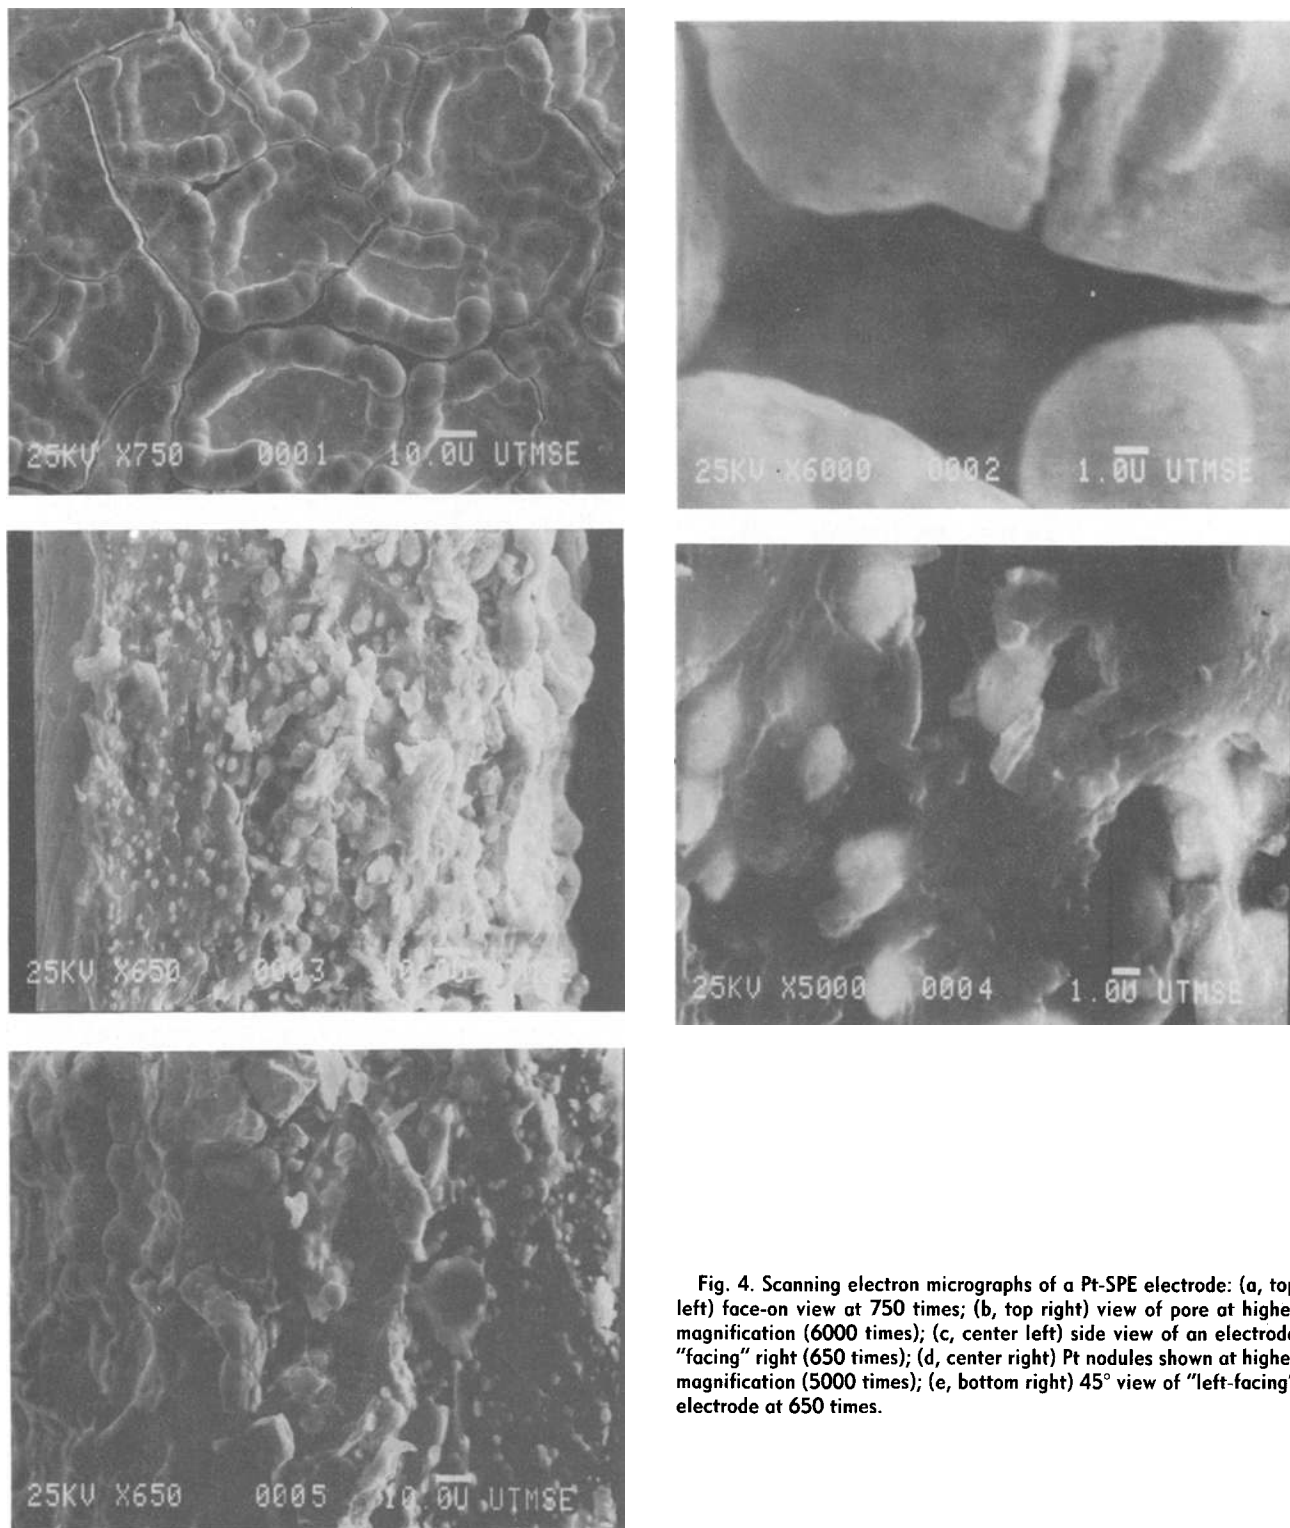 25KV X750 0001 10.0U UTMSE
25KV X6000 0002 1.0U UTMSE
25KV X650 0003
25KV X5000 0004 1.0U UTMSE
25KV X650 0005 10.0U UTMSE
Fig. 4. Scanning electron micrographs of a Pt-SPE electrode: (a, top
left) face-on view at 750 times; (b, top right) view of pore at highe
magnification (6000 times); (c, center left) side view of an electrod
"facing" right (650 times); (d, center right) Pt nodules shown at highe
magnification (5000 times); (e, bottom right) 45° view of "left-facing"
electrode at 650 times.